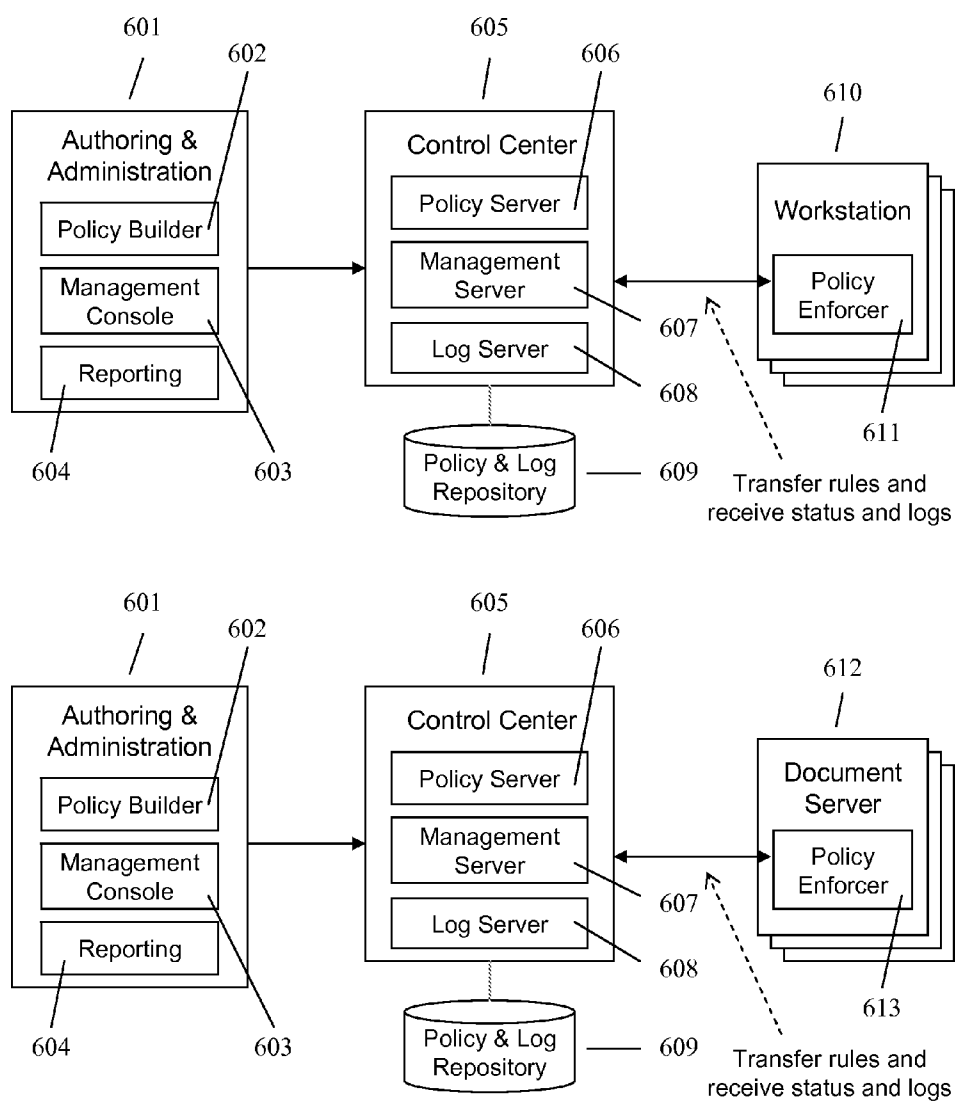 601
602
605
606
610
Authoring &
Administration
Policy Builder
Management
Console
Reporting
604
603
Control Center
Policy Server
Management
Server
Log Server
607
608
Policy & Log
Repository
609
Workstation
Policy
Enforcer
611
Transfer rules and
receive status and logs
601
602
605
606
612
Authoring &
Administration
Policy Builder
Management
Console
Reporting
604
603
Control Center
Policy Server
Management
Server
Log Server
607
608
Policy & Log
Repository
609
Document
Server
Policy
Enforcer
613
Transfer rules and
receive status and logs